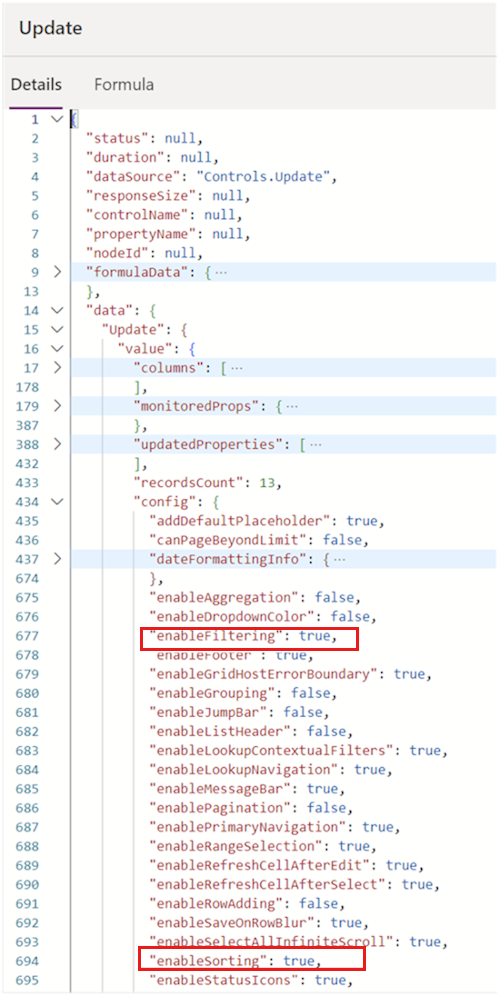 Update
Details Formula
1 {
2 "status": null,
3 "duration": null,
4 "dataSource": "Controls.Update",
5 "responseSize": null,
6 "controlName": null,
7 "propertyName": null,
8 "nodeId": null,
9 "formulaData": { ...
13 },
14 "data": {
15 "Update": {
16 "value": {
17 "columns": [ ...
178 ],
179 "monitoredProps": { ...
387 },
388 "updatedProperties": [ ...
432 ],
433 "recordsCount": 13,
434 "config": {
435 "addDefaultPlaceholder": true,
436 "canPageBeyondLimit": false,
437 "dateFormattingInfo": { ...
674 },
675 "enableAggregation": false,
676 "enableDropdownColor": false,
677 "enableFiltering": true,
678 "enableFooter": true,
679 "enableGridHostErrorBoundary": true,
680 "enableGrouping": false,
681 "enableJumpBar": false,
682 "enableListHeader": false,
683 "enableLookupContextualFilters": true,
684 "enableLookupNavigation": true,
685 "enableMessageBar": true,
686 "enablePagination": false,
687 "enablePrimaryNavigation": true,
688 "enableRangeSelection": true,
689 "enableRefreshCellAfterEdit": true,
690 "enableRefreshCellAfterSelect": true,
691 "enableRowAdding": false,
692 "enableSaveOnRowBlur": true,
693 "enableSelectAllInfiniteScroll": true,
694 "enableSorting": true,
695 "enableStatusIcons": true,